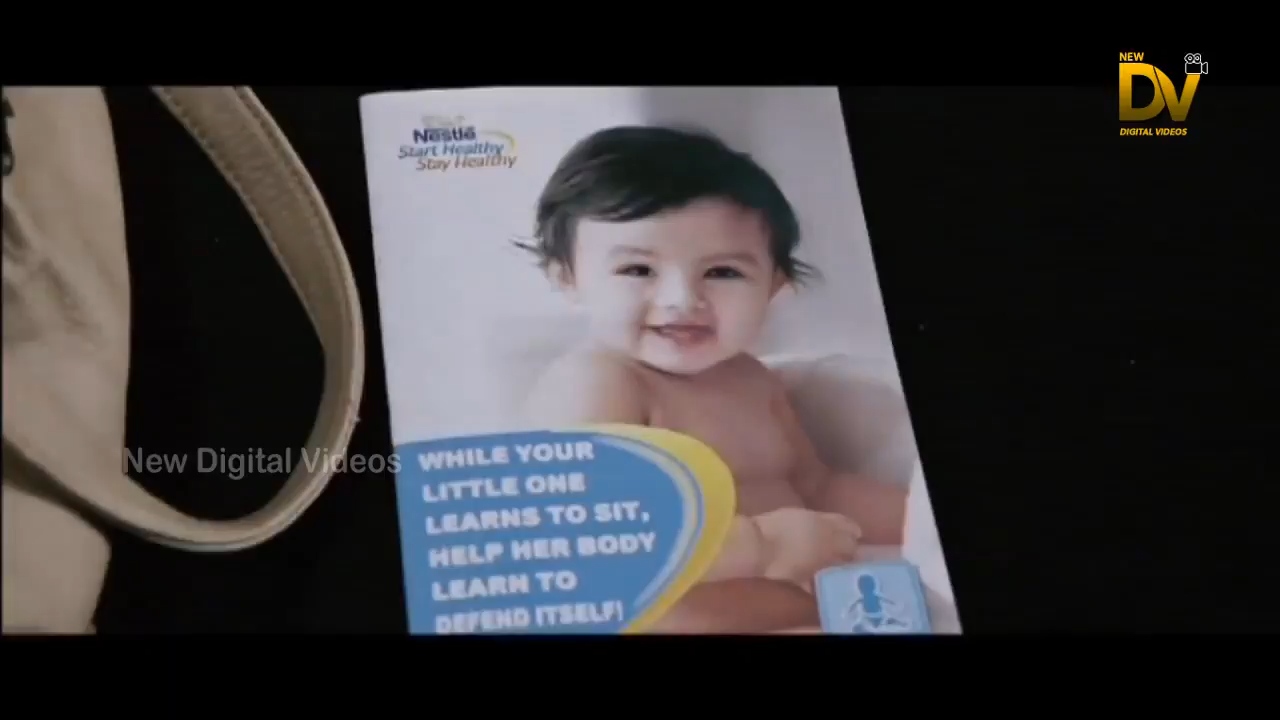 NEW
DV
DIGITAL VIDEOS
Nestlé
Start Healthy
Stay Healthy
WHILE YOUR
LITTLE ONE
LEARNS TO SIT,
HELP HER BODY
LEARN TO
DEFEND ITSELF!
New Digital Videos